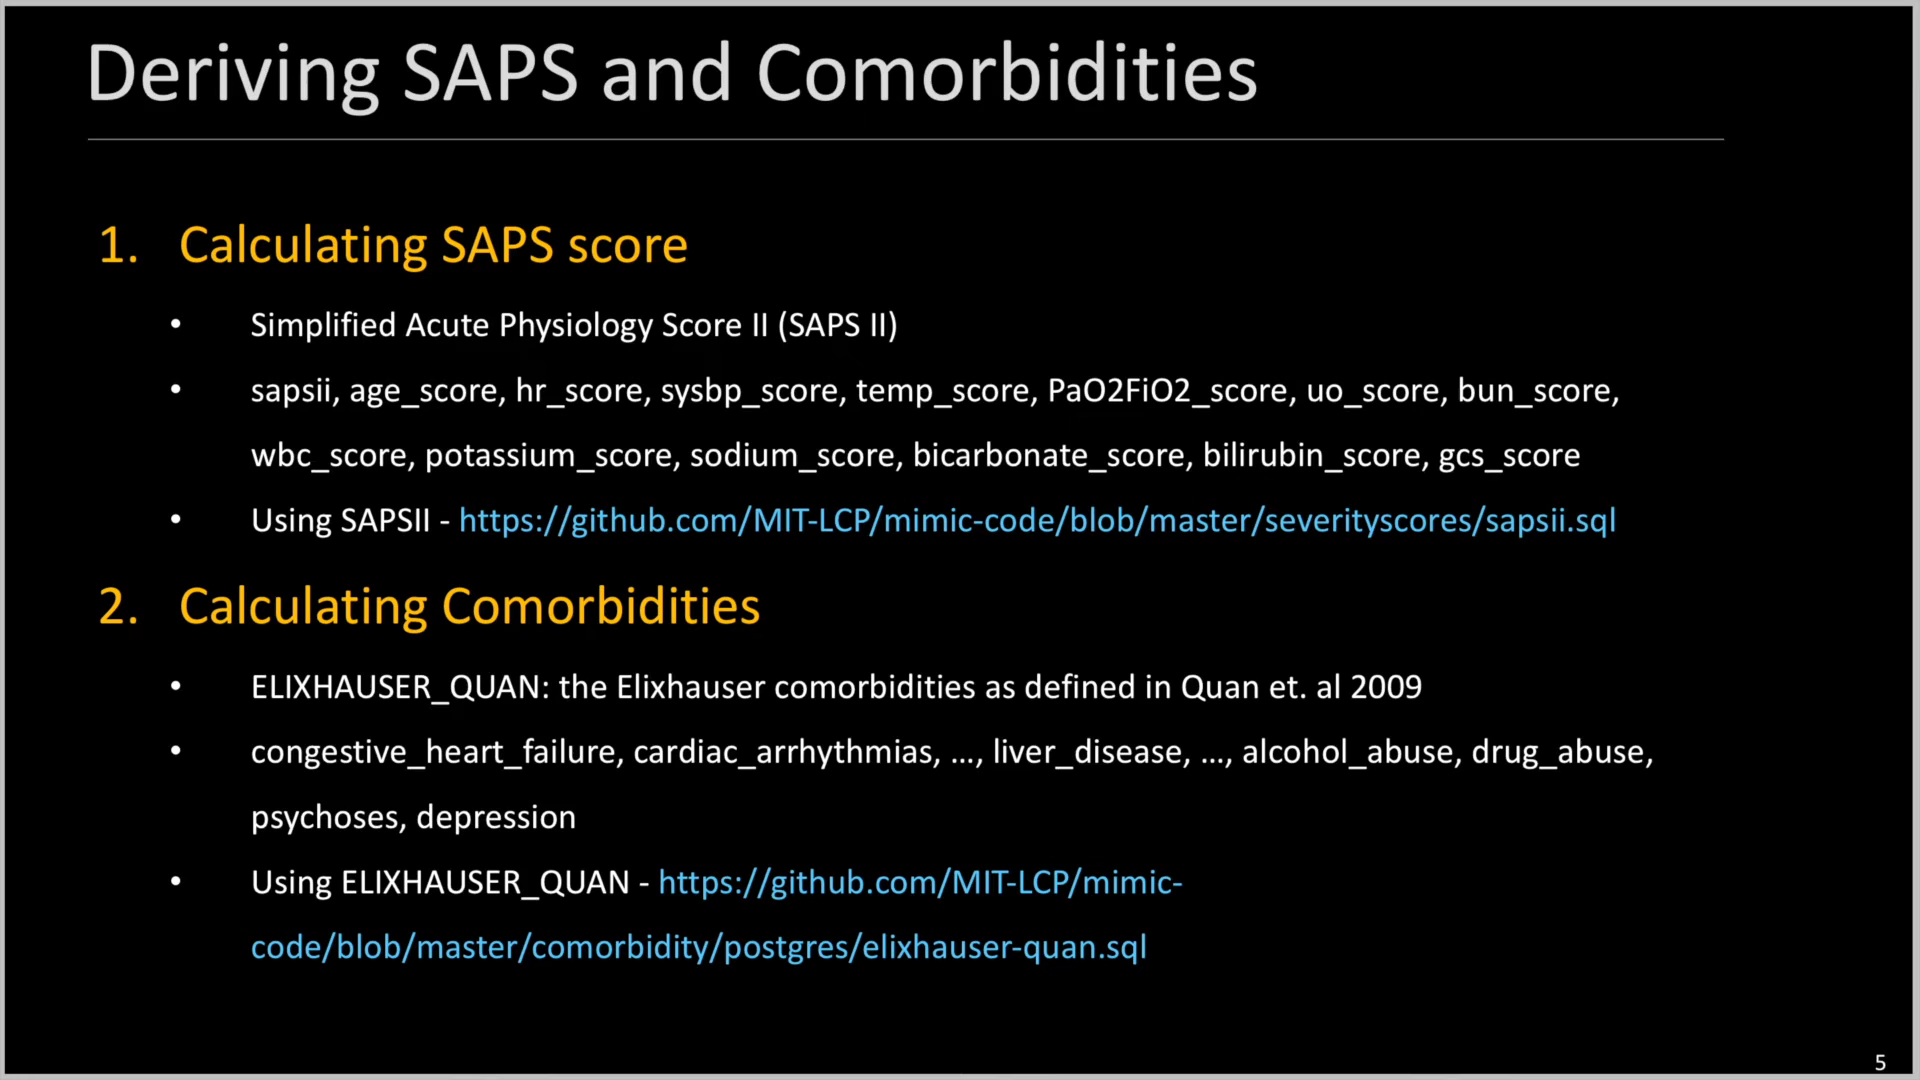 Deriving SAPS and Comorbidities
1. Calculating SAPS score
• Simplified Acute Physiology Score II (SAPS II)
• sapsii, age_score, hr_score, sysbp_score, temp_score, PaO2FiO2_score, uo_score, bun_score,
wbc_score, potassium_score, sodium_score, bicarbonate_score, bilirubin_score, gcs_score
• Using SAPSII - https://github.com/MIT-LCP/mimic-code/blob/master/severityscores/sapsii.sql
2. Calculating Comorbidities
• ELIXHAUSER_QUAN: the Elixhauser comorbidities as defined in Quan et. al 2009
• congestive_heart_failure, cardiac_arrhythmias, ..., liver_disease, ..., alcohol_abuse, drug_abuse,
psychoses, depression
• Using ELIXHAUSER_QUAN - https://github.com/MIT-LCP/mimic-
code/blob/master/comorbidity/postgres/elixhauser-quan.sql
5